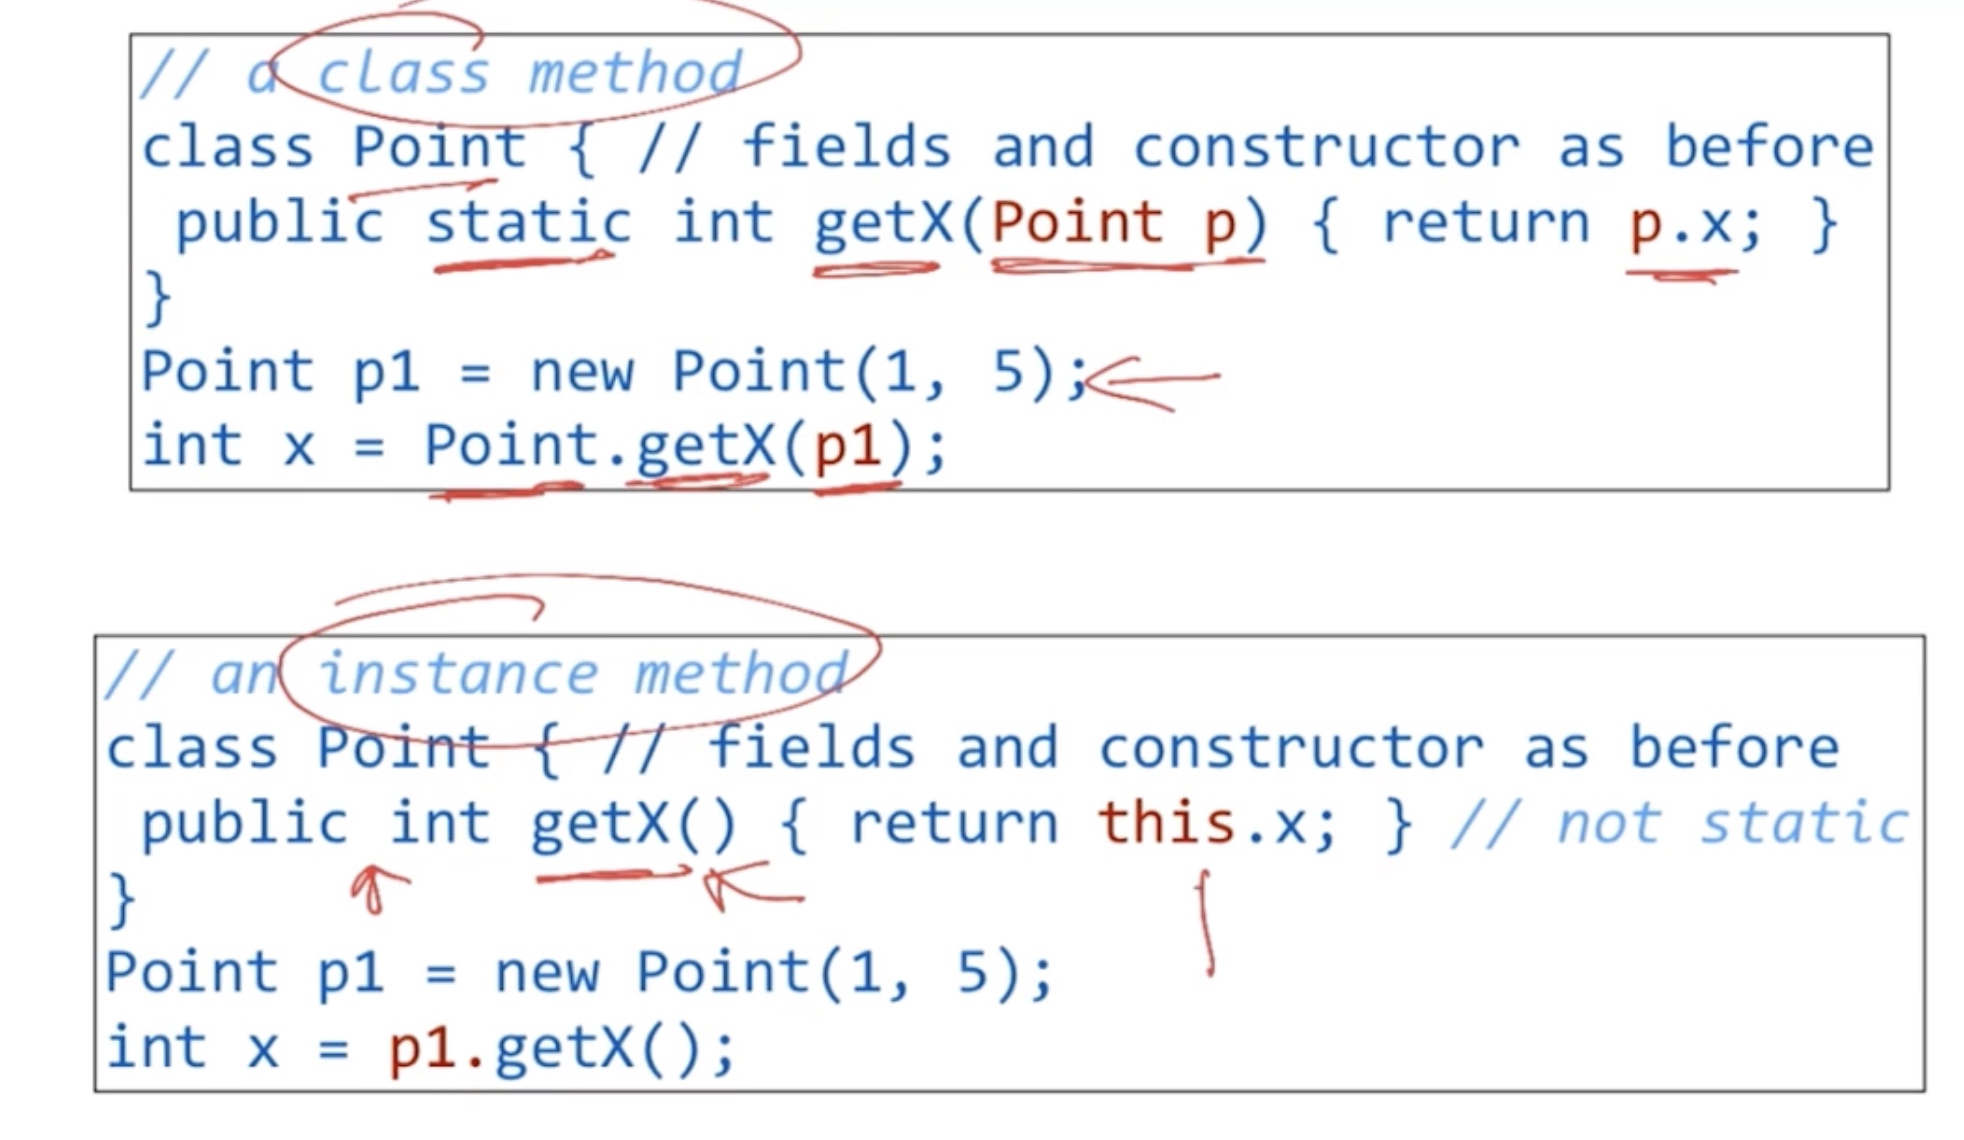 // a class method
class Point { // fields and constructor as before
public static int getX(Point p) { return p.x; }
}
Point p1 = new Point(1, 5);
int x = Point.getX(p1);
// an instance method
class Point { // fields and constructor as before
public int getX() { return this.x; } // not static
}
Point p1 = new Point(1, 5);
int x = p1.getX();